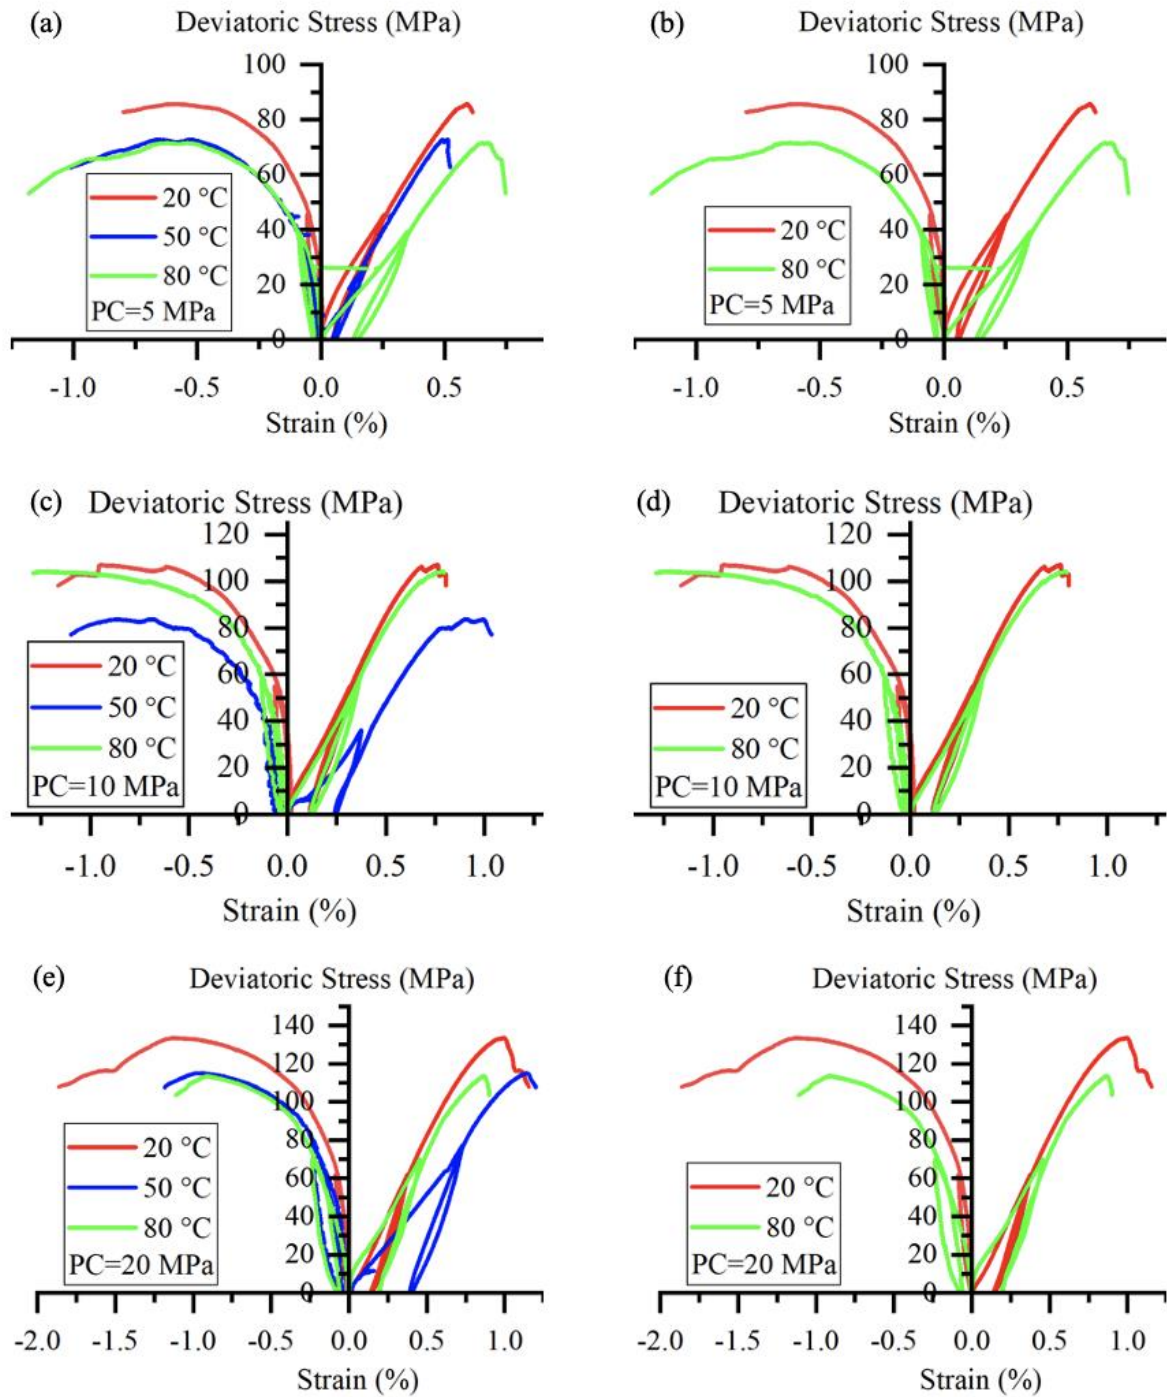 (a) Deviatoric Stress (MPa)
100
80
60
40
20
0
20 °C
50 °C
80 °C
PC=5 MPa
-1.0 -0.5 0.0 0.5
Strain (%)
(b) Deviatoric Stress (MPa)
100
80
60
40
20
0
20 °C
80 °C
PC=5 MPa
-1.0 -0.5 0.0 0.5
Strain (%)
(c) Deviatoric Stress (MPa)
120
100
80
60
40
20
0
20 °C
50 °C
80 °C
PC=10 MPa
-1.0 -0.5 0.0 0.5 1.0
Strain (%)
(d) Deviatoric Stress (MPa)
120
100
80
60
40
20
0
20 °C
80 °C
PC=10 MPa
-1.0 -0.5 0.0 0.5 1.0
Strain (%)
(e) Deviatoric Stress (MPa)
140
120
100
80
60
40
20
0
20 °C
50 °C
80 °C
PC=20 MPa
-2.0 -1.5 -1.0 -0.5 0.0 0.5 1.0
Strain (%)
(f) Deviatoric Stress (MPa)
140
120
100
80
60
40
20
0
20 °C
80 °C
PC=20 MPa
-2.0 -1.5 -1.0 -0.5 0.0 0.5 1.0
Strain (%)